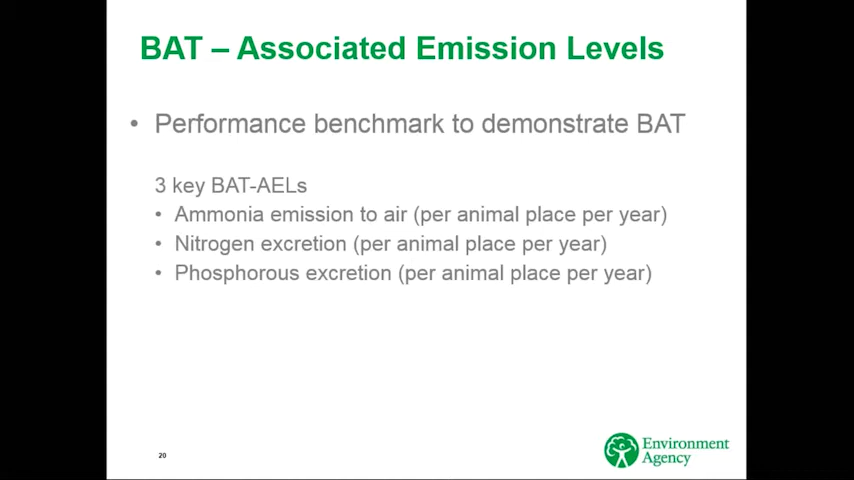 BAT – Associated Emission Levels
• Performance benchmark to demonstrate BAT
3 key BAT-AELs
• Ammonia emission to air (per animal place per year)
• Nitrogen excretion (per animal place per year)
• Phosphorous excretion (per animal place per year)
20
Environment
Agency